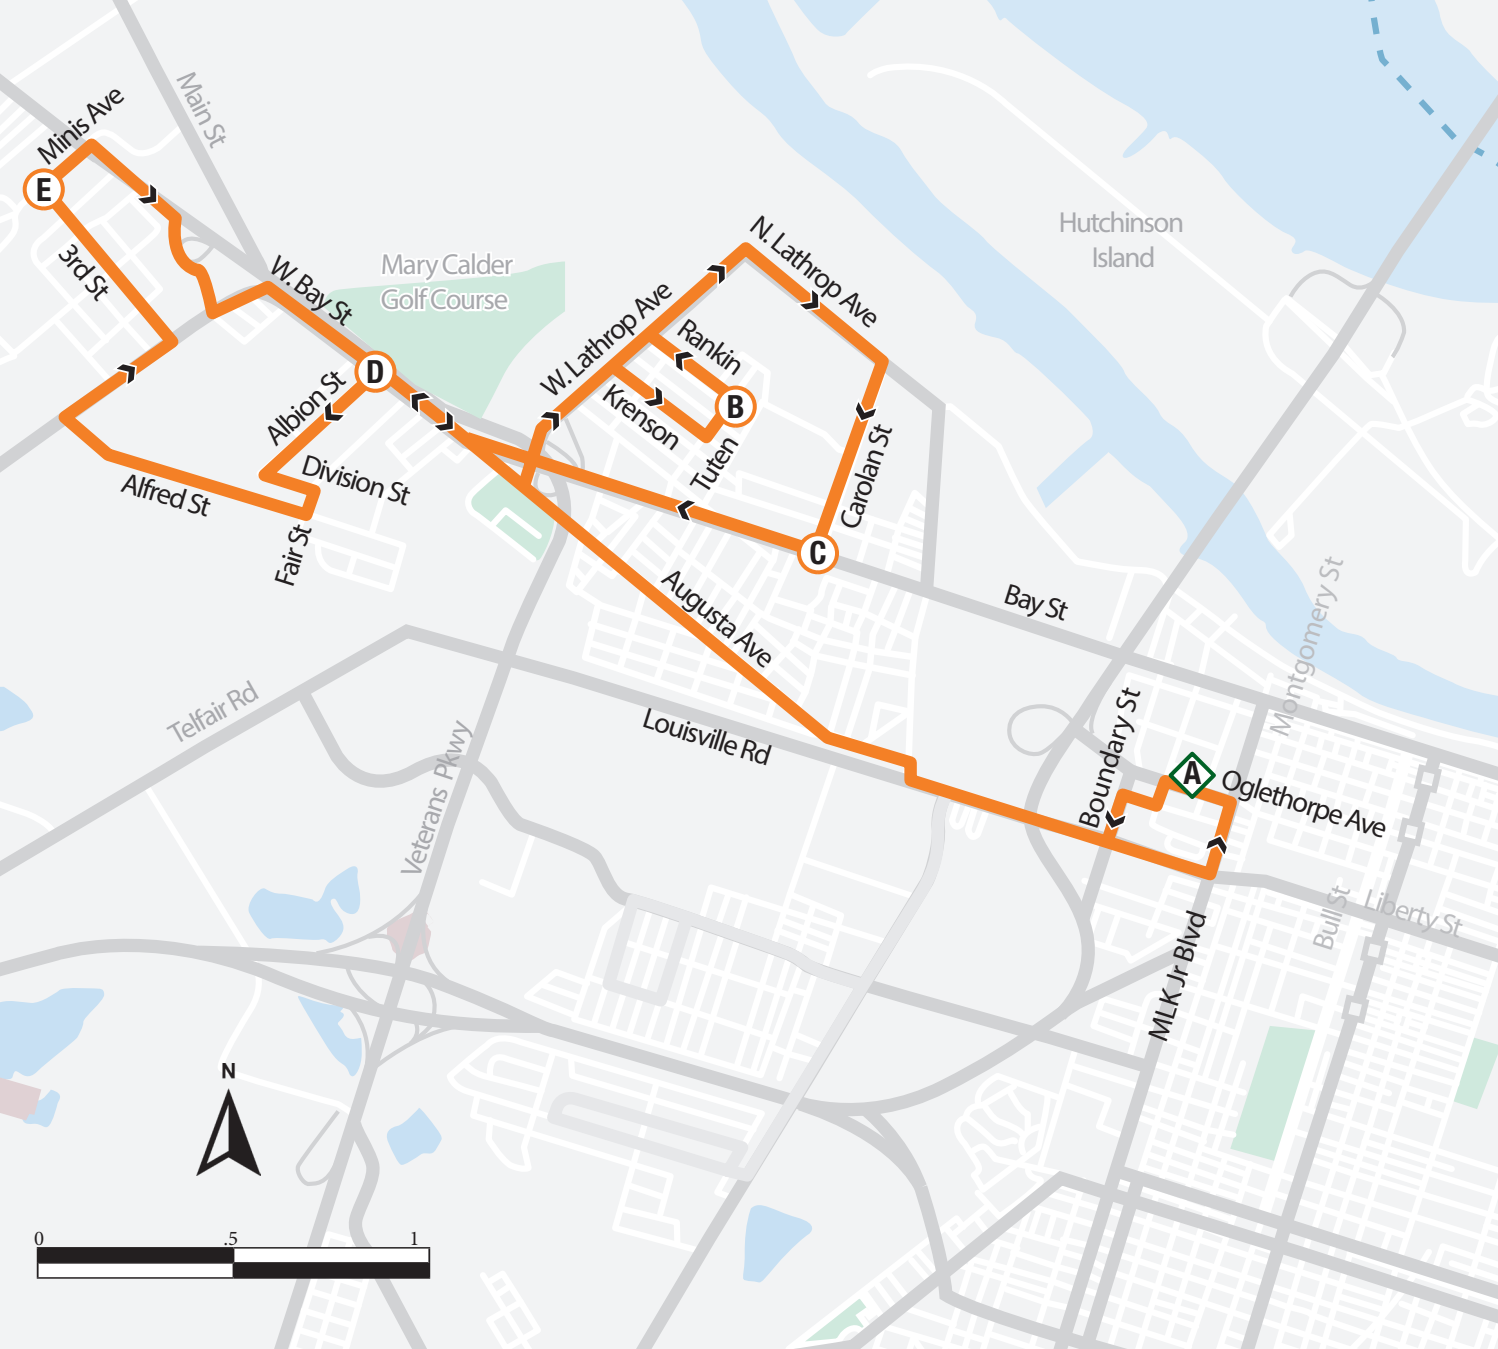 Main St
Minis Ave
E
3rd St
W. Bay St
Mary Calder
Golf Course
D
Albion St
Division St
Alfred St
Fair St
N. Lathrop Ave
W. Lathrop Ave
Rankin
B
Krenson
Tuten
Carolan St
C
Hutchinson
Island
Augusta Ave
Bay St
Montgomery St
Telfair Rd
Louisville Rd
Boundary St
A
Oglethorpe Ave
Veterans Pkwy
Bull St
Liberty St
MLK Jr Blvd
N
0 .5 1